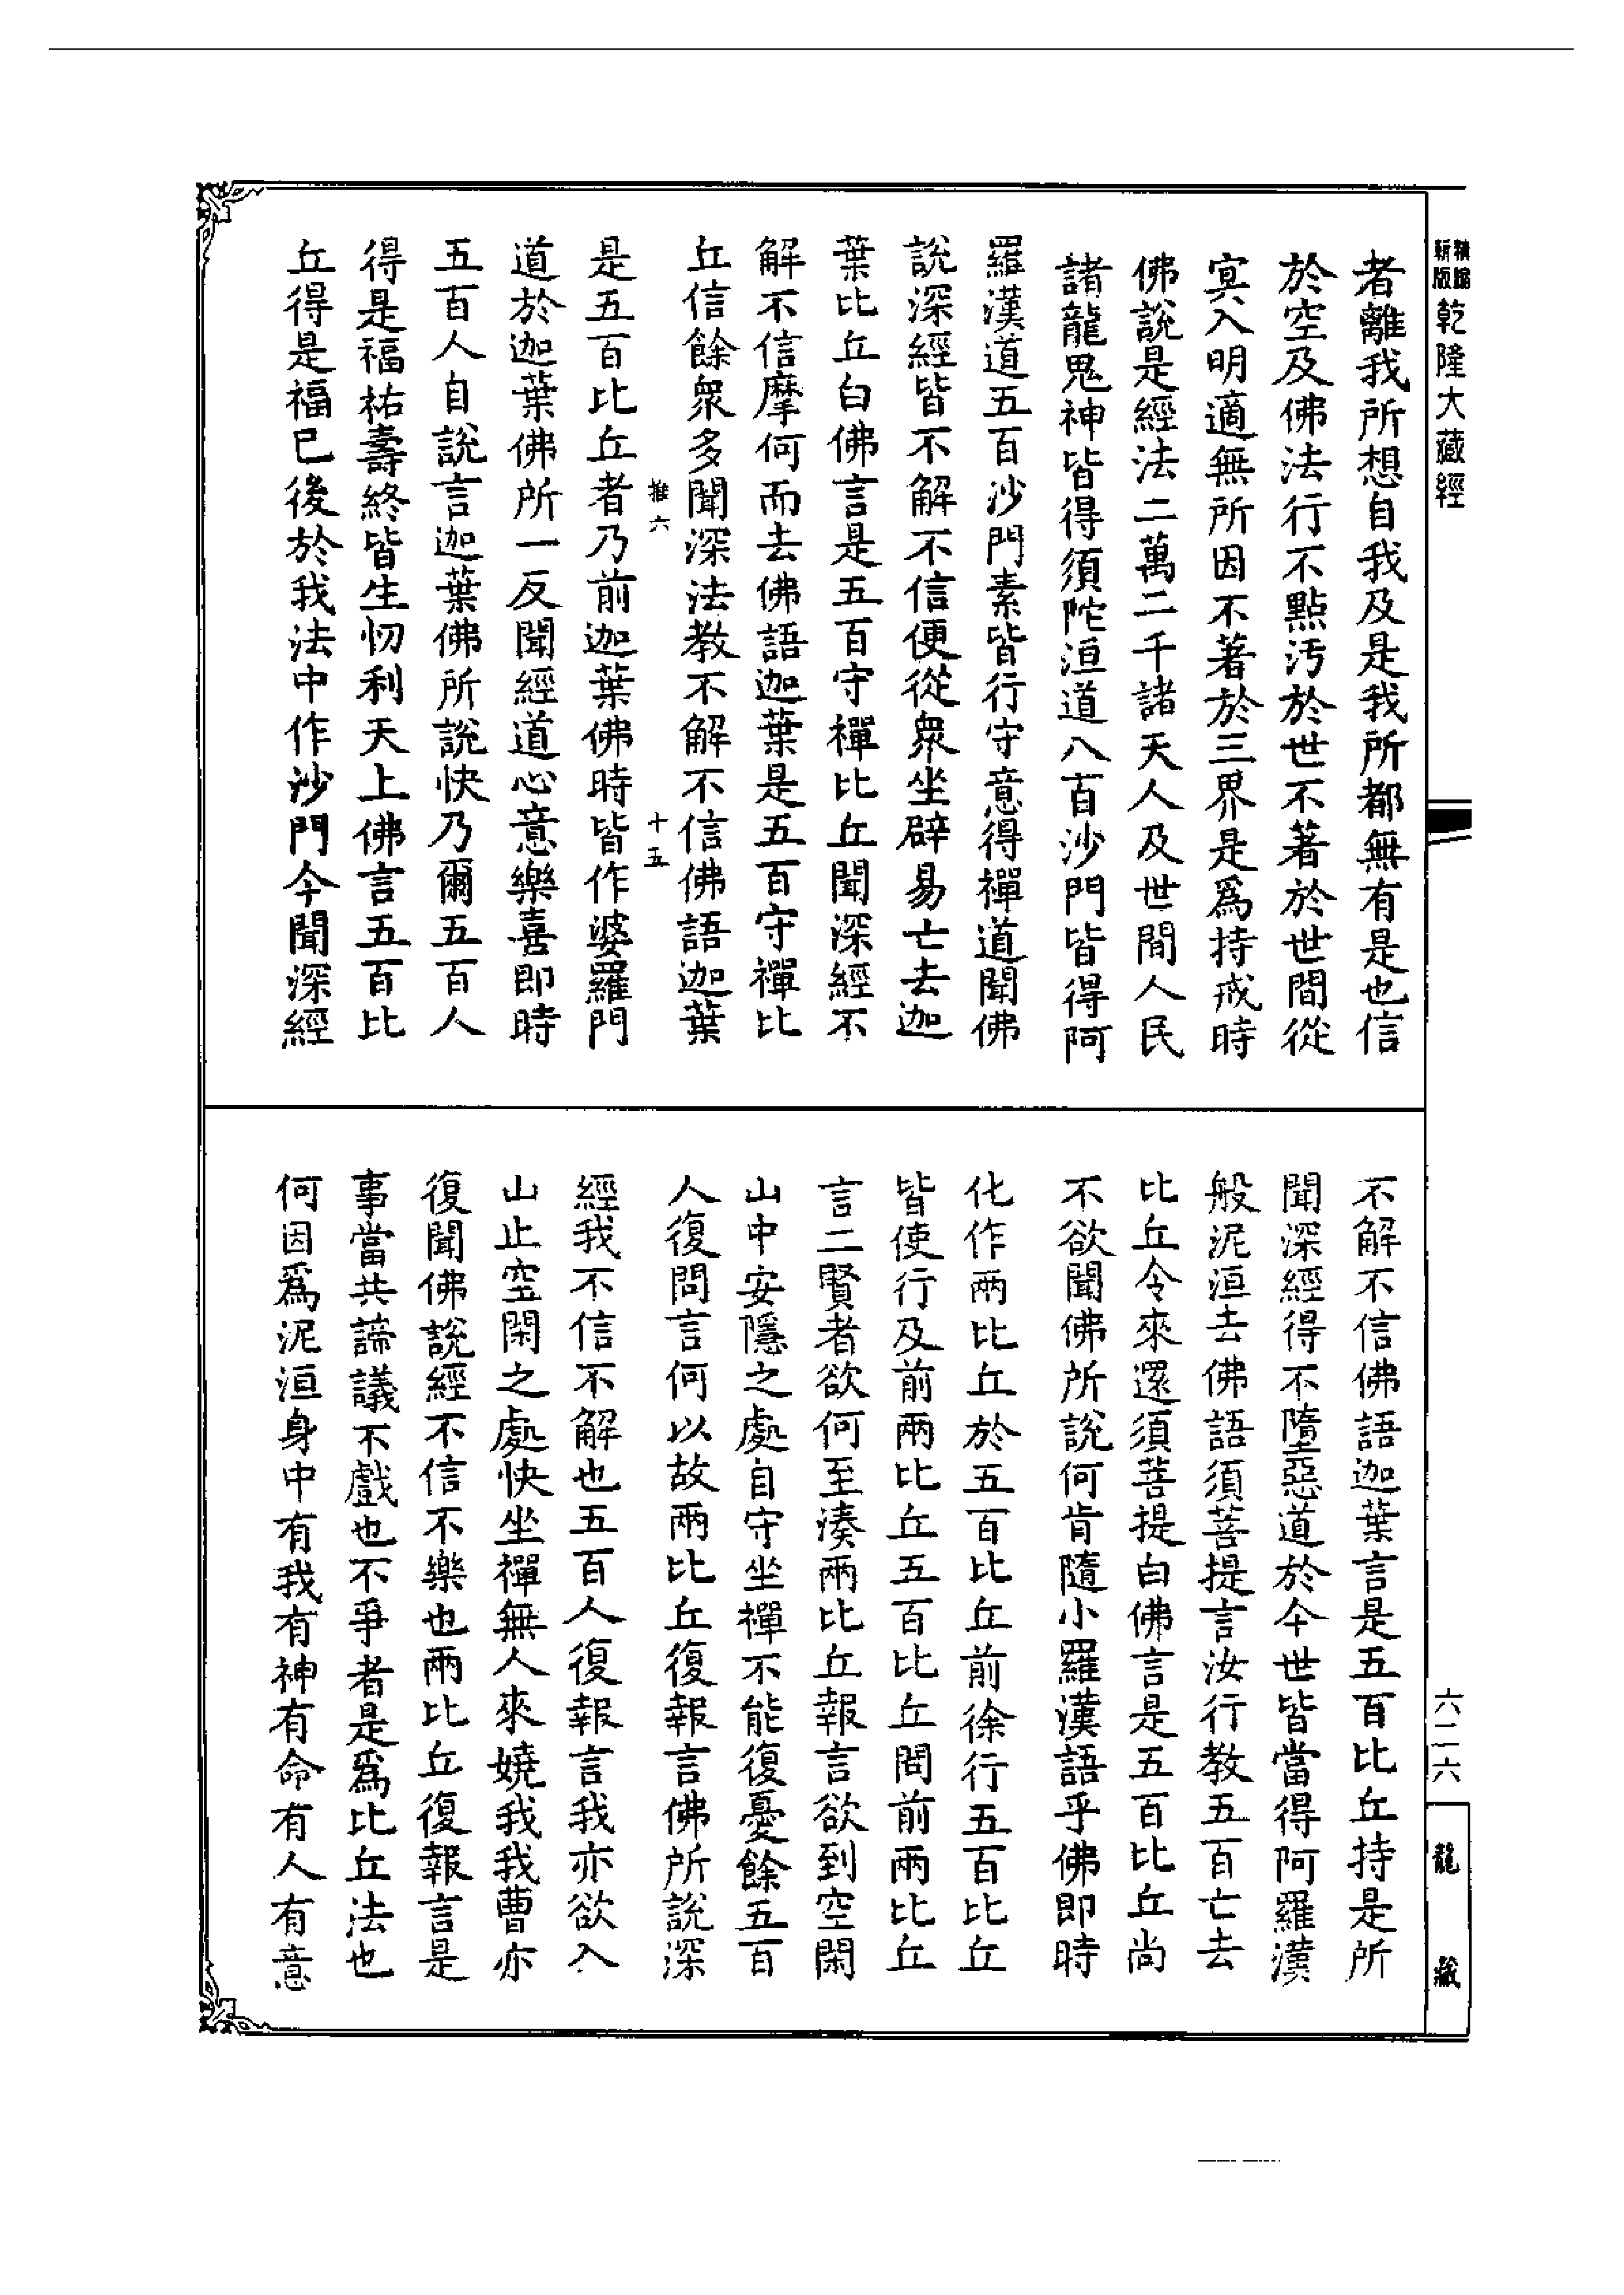 新版
精編
乾隆大藏經
者離我所想自我及是我所都無有是也信
於空及佛法行不點汚於世不著於世間從
冥入明適無所因不著於三界是爲持戒時
佛說是經法二萬二千諸天人及世間人民
諸龍鬼神皆得須陀洹道八百沙門皆得阿
羅漢道五百沙門素皆行守意得禪道聞佛
說深經皆不解不信便從衆坐辟易亡去迦
葉比丘白佛言是五百守禪比丘聞深經不
解不信摩何而去佛語迦葉是五百守禪比
丘信餘衆多聞深法教不解不信佛語迦葉
推六
十五
是五百比丘者乃前迦葉佛時皆作婆羅門
道於迦葉佛所一反聞經道心意樂喜即時
五百人自說言迦葉佛所說快乃爾五百人
得是福祐壽終皆生忉利天上佛言五百比
丘得是福已後於我法中作沙門今聞深經
不解不信佛語迦葉言是五百比丘持是所
聞深經得不墮惡道於今世皆當得阿羅漢
般泥洹去佛語須菩提言汝行教五百亡去
比丘令來還須菩提白佛言是五百比丘尚
不欲聞佛所說何肯隨小羅漢語乎佛即時
化作兩比丘於五百比丘前徐行五百比丘
皆使行及前兩比丘五百比丘問前兩比丘
言二賢者欲何至湊兩比丘報言欲到空閑
山中安隱之處自守坐禪不能復憂餘五百
人復問言何以故兩比丘復報言佛所說深
經我不信不解也五百人復報言我亦欲入
山止空閑之處快坐禪無人來嬈我我曹亦
復聞佛說經不信不樂也兩比丘復報言是
事當共諦議不戲也不爭者是爲比丘法也
何因爲泥洹身中有我有神有命有人有意
六二六
龍藏